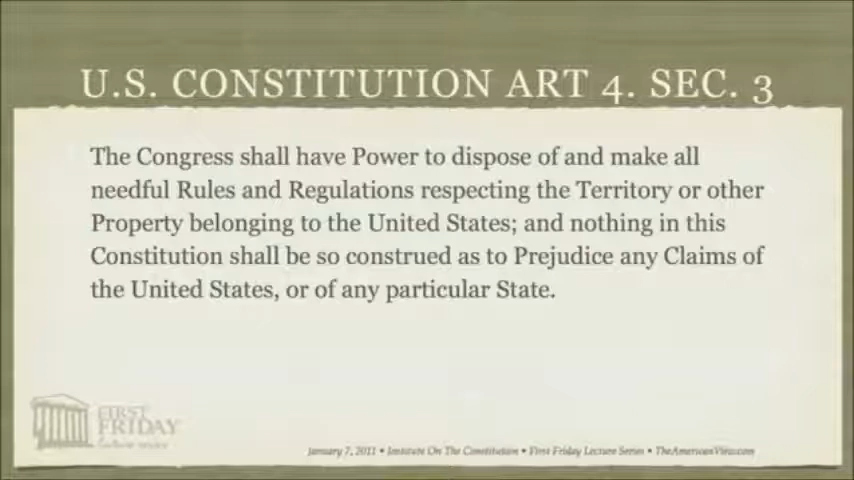 U.S. CONSTITUTION ART 4. SEC. 3
The Congress shall have Power to dispose of and make all
needful Rules and Regulations respecting the Territory or other
Property belonging to the United States; and nothing in this
Constitution shall be so construed as to Prejudice any Claims of
the United States, or of any particular State.
FIRST
FRIDAY
January 7, 2011 • Institute On The Constitution • First Friday Lecture Series • TheAmericanView.com